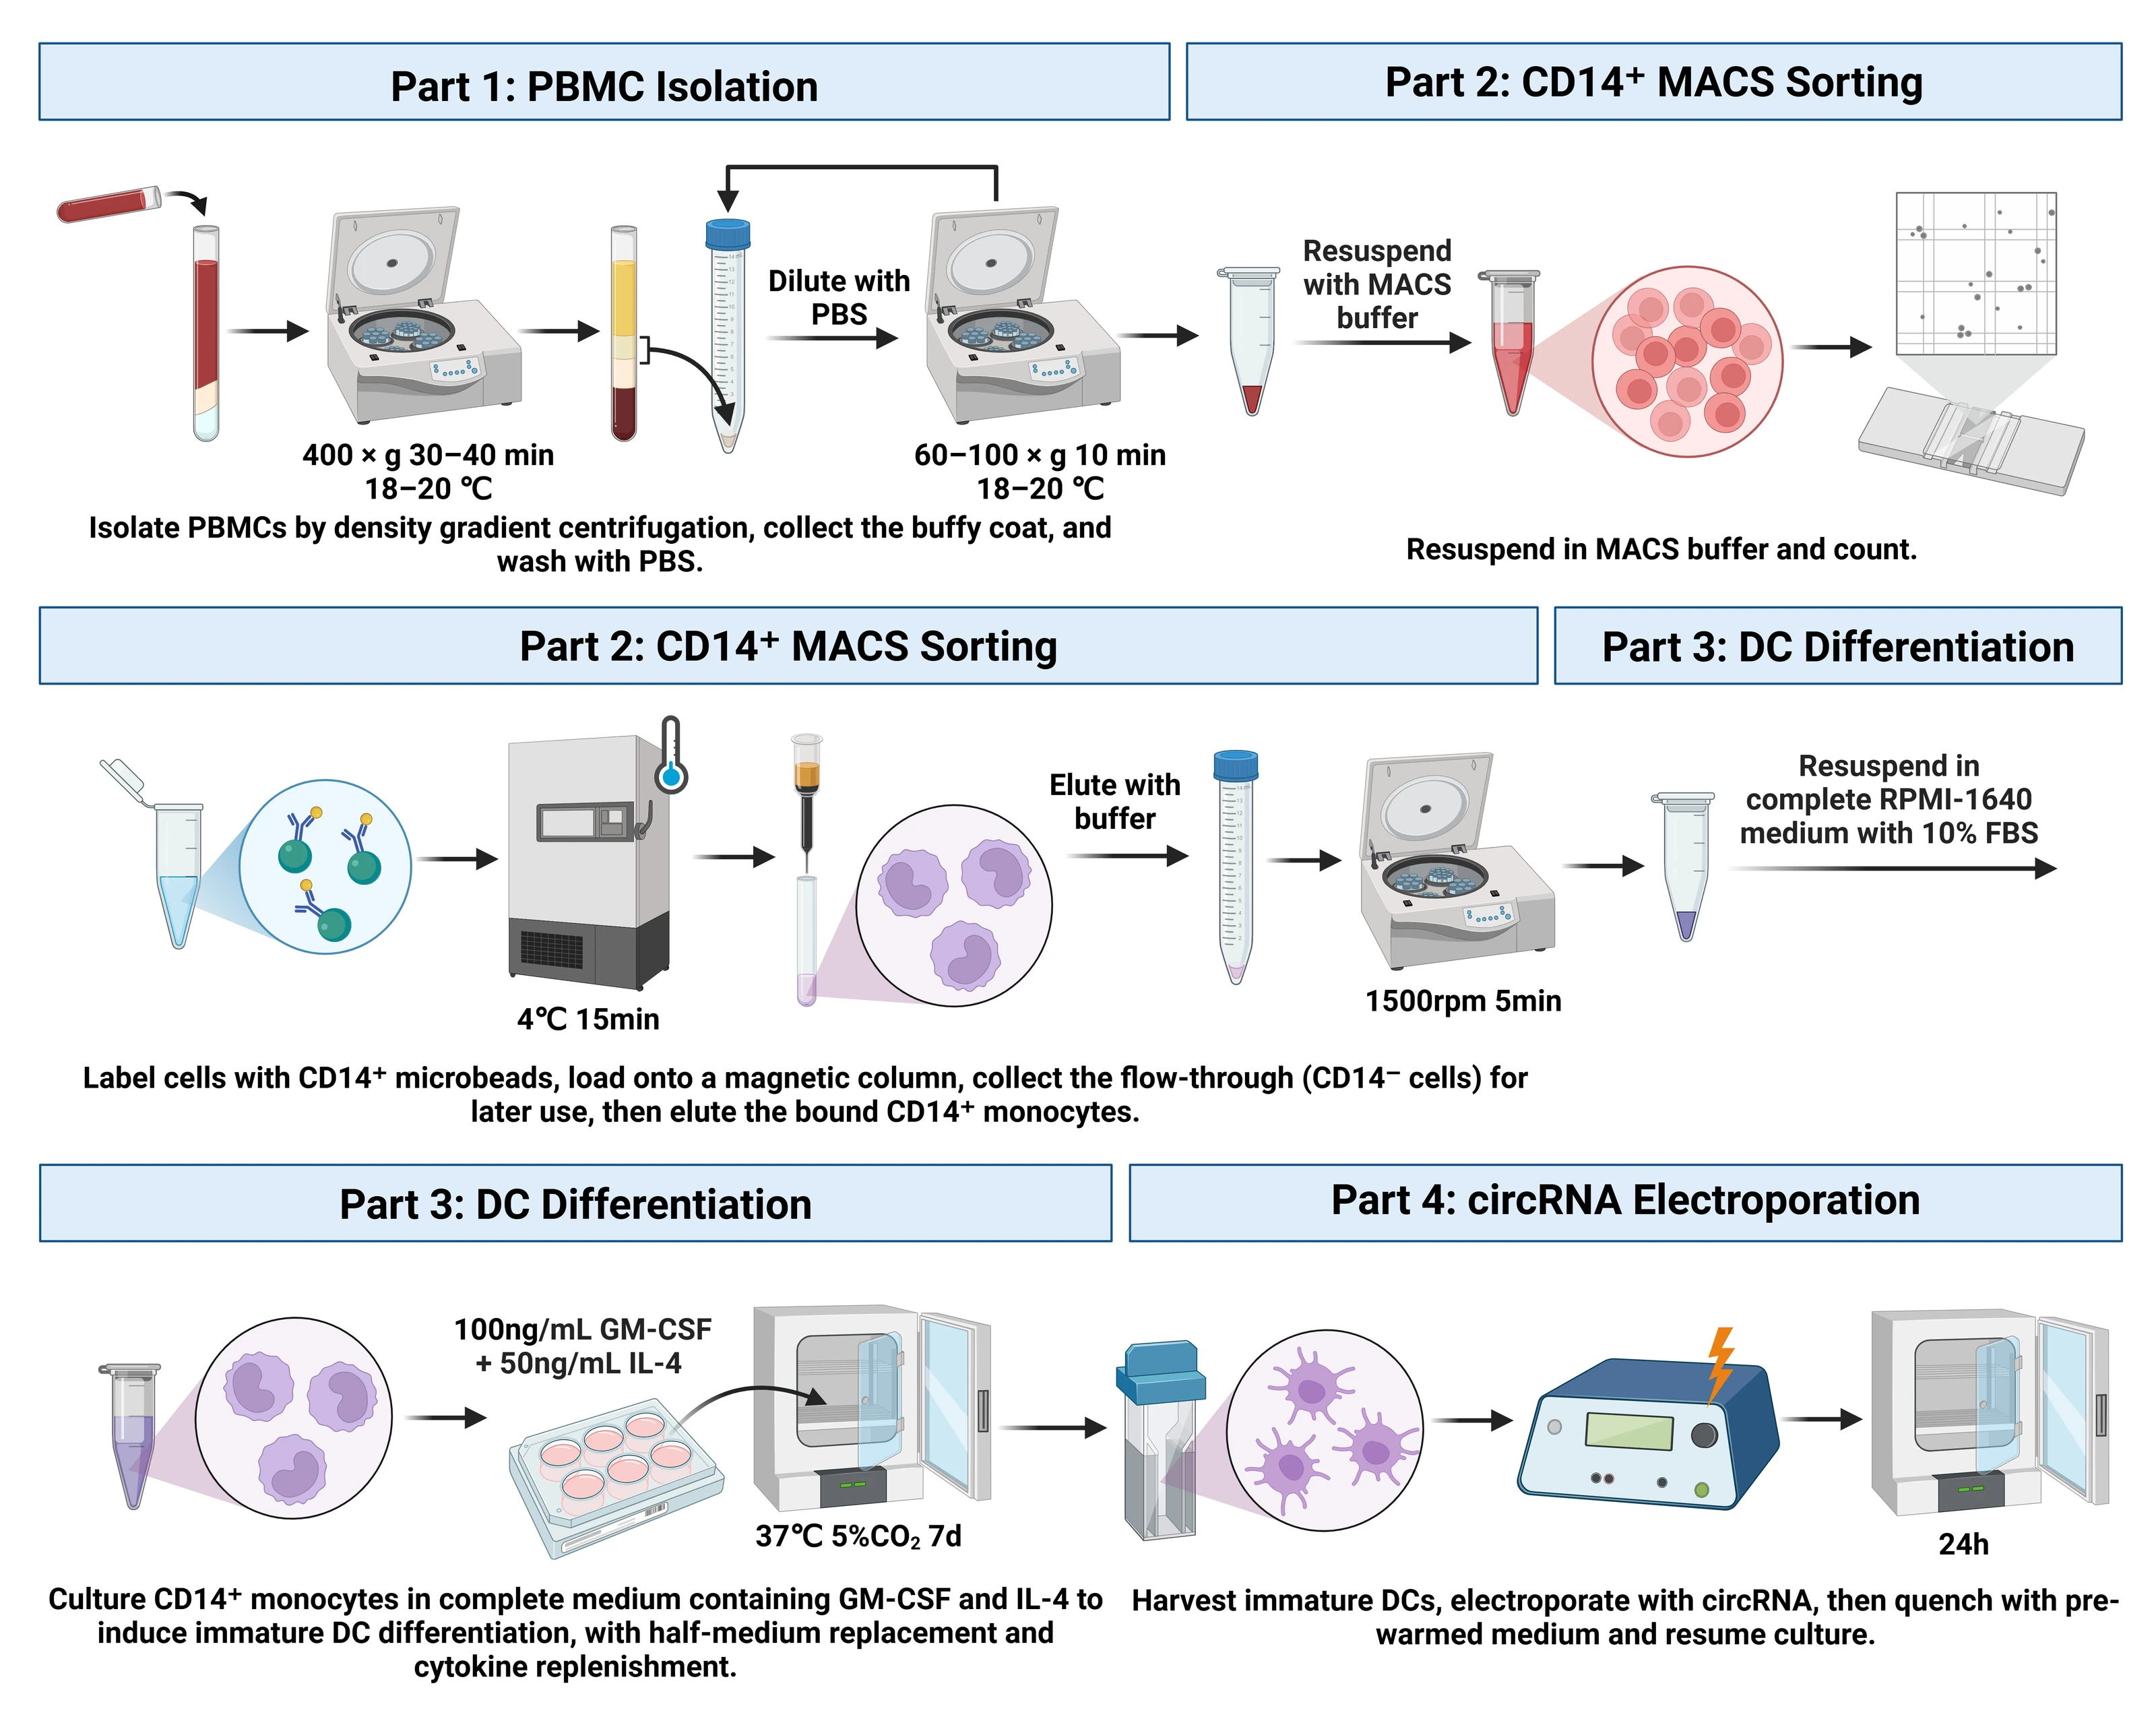 Part 1: PBMC Isolation
Part 2: CD14⁺ MACS Sorting
Dilute with
PBS
Resuspend
with MACS
buffer
400 × g 30–40 min
18–20 ℃
60–100 × g 10 min
18–20 ℃
Isolate PBMCs by density gradient centrifugation, collect the buffy coat, and
wash with PBS.
Resuspend in MACS buffer and count.
Part 2: CD14⁺ MACS Sorting
Part 3: DC Differentiation
Elute with
buffer
Resuspend in
complete RPMI-1640
medium with 10% FBS
4℃ 15min
1500rpm 5min
Label cells with CD14⁺ microbeads, load onto a magnetic column, collect the flow-through (CD14⁻ cells) for
later use, then elute the bound CD14⁺ monocytes.
Part 3: DC Differentiation
Part 4: circRNA Electroporation
100ng/mL GM-CSF
+ 50ng/mL IL-4
37℃ 5%CO₂ 7d
24h
Culture CD14⁺ monocytes in complete medium containing GM-CSF and IL-4 to
induce immature DC differentiation, with half-medium replacement and
cytokine replenishment.
Harvest immature DCs, electroporate with circRNA, then quench with pre-
warmed medium and resume culture.